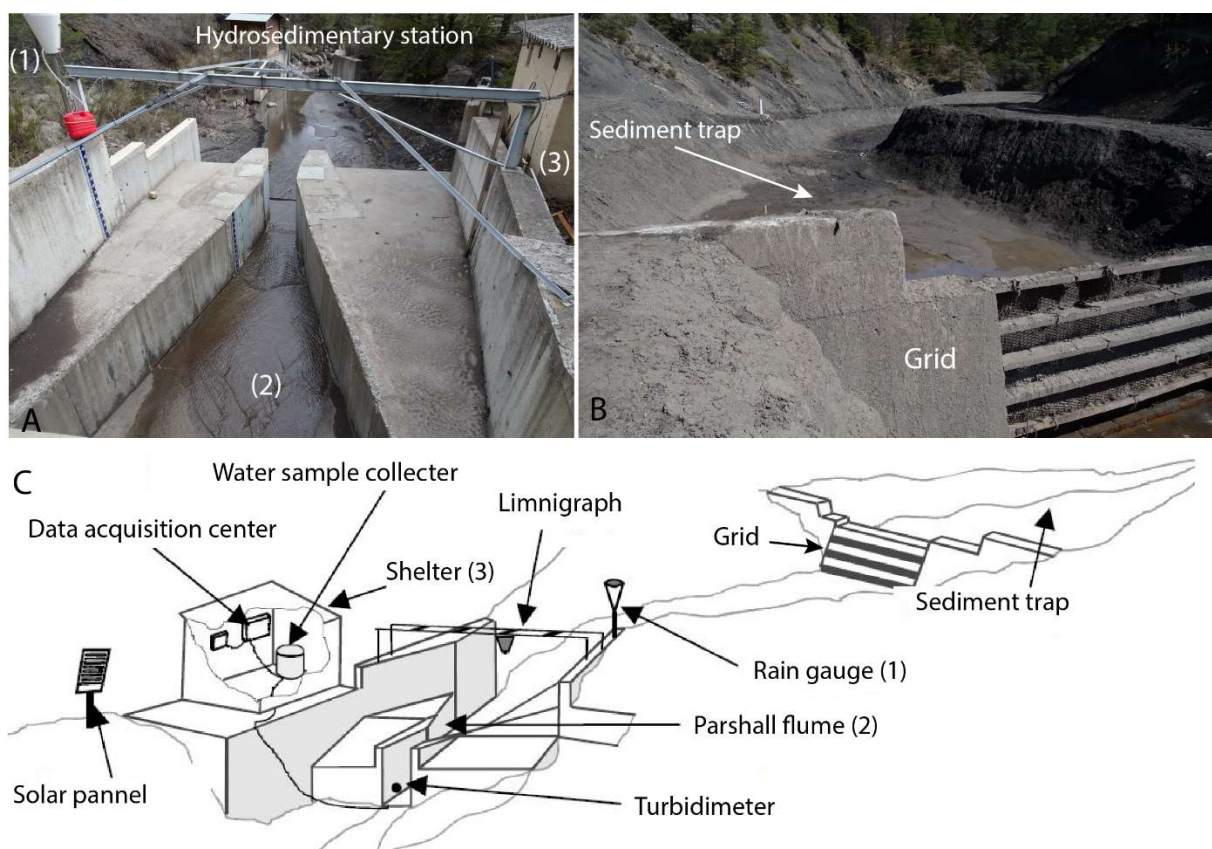 Hydrosedimentary station
(1)
(3)
(2)
A
Sediment trap
Grid
B
C
Water sample collecter
Data acquisition center
Limnigraph
Shelter (3)
Grid
Sediment trap
Rain gauge (1)
Parshall flume (2)
Solar pannel
Turbidimeter